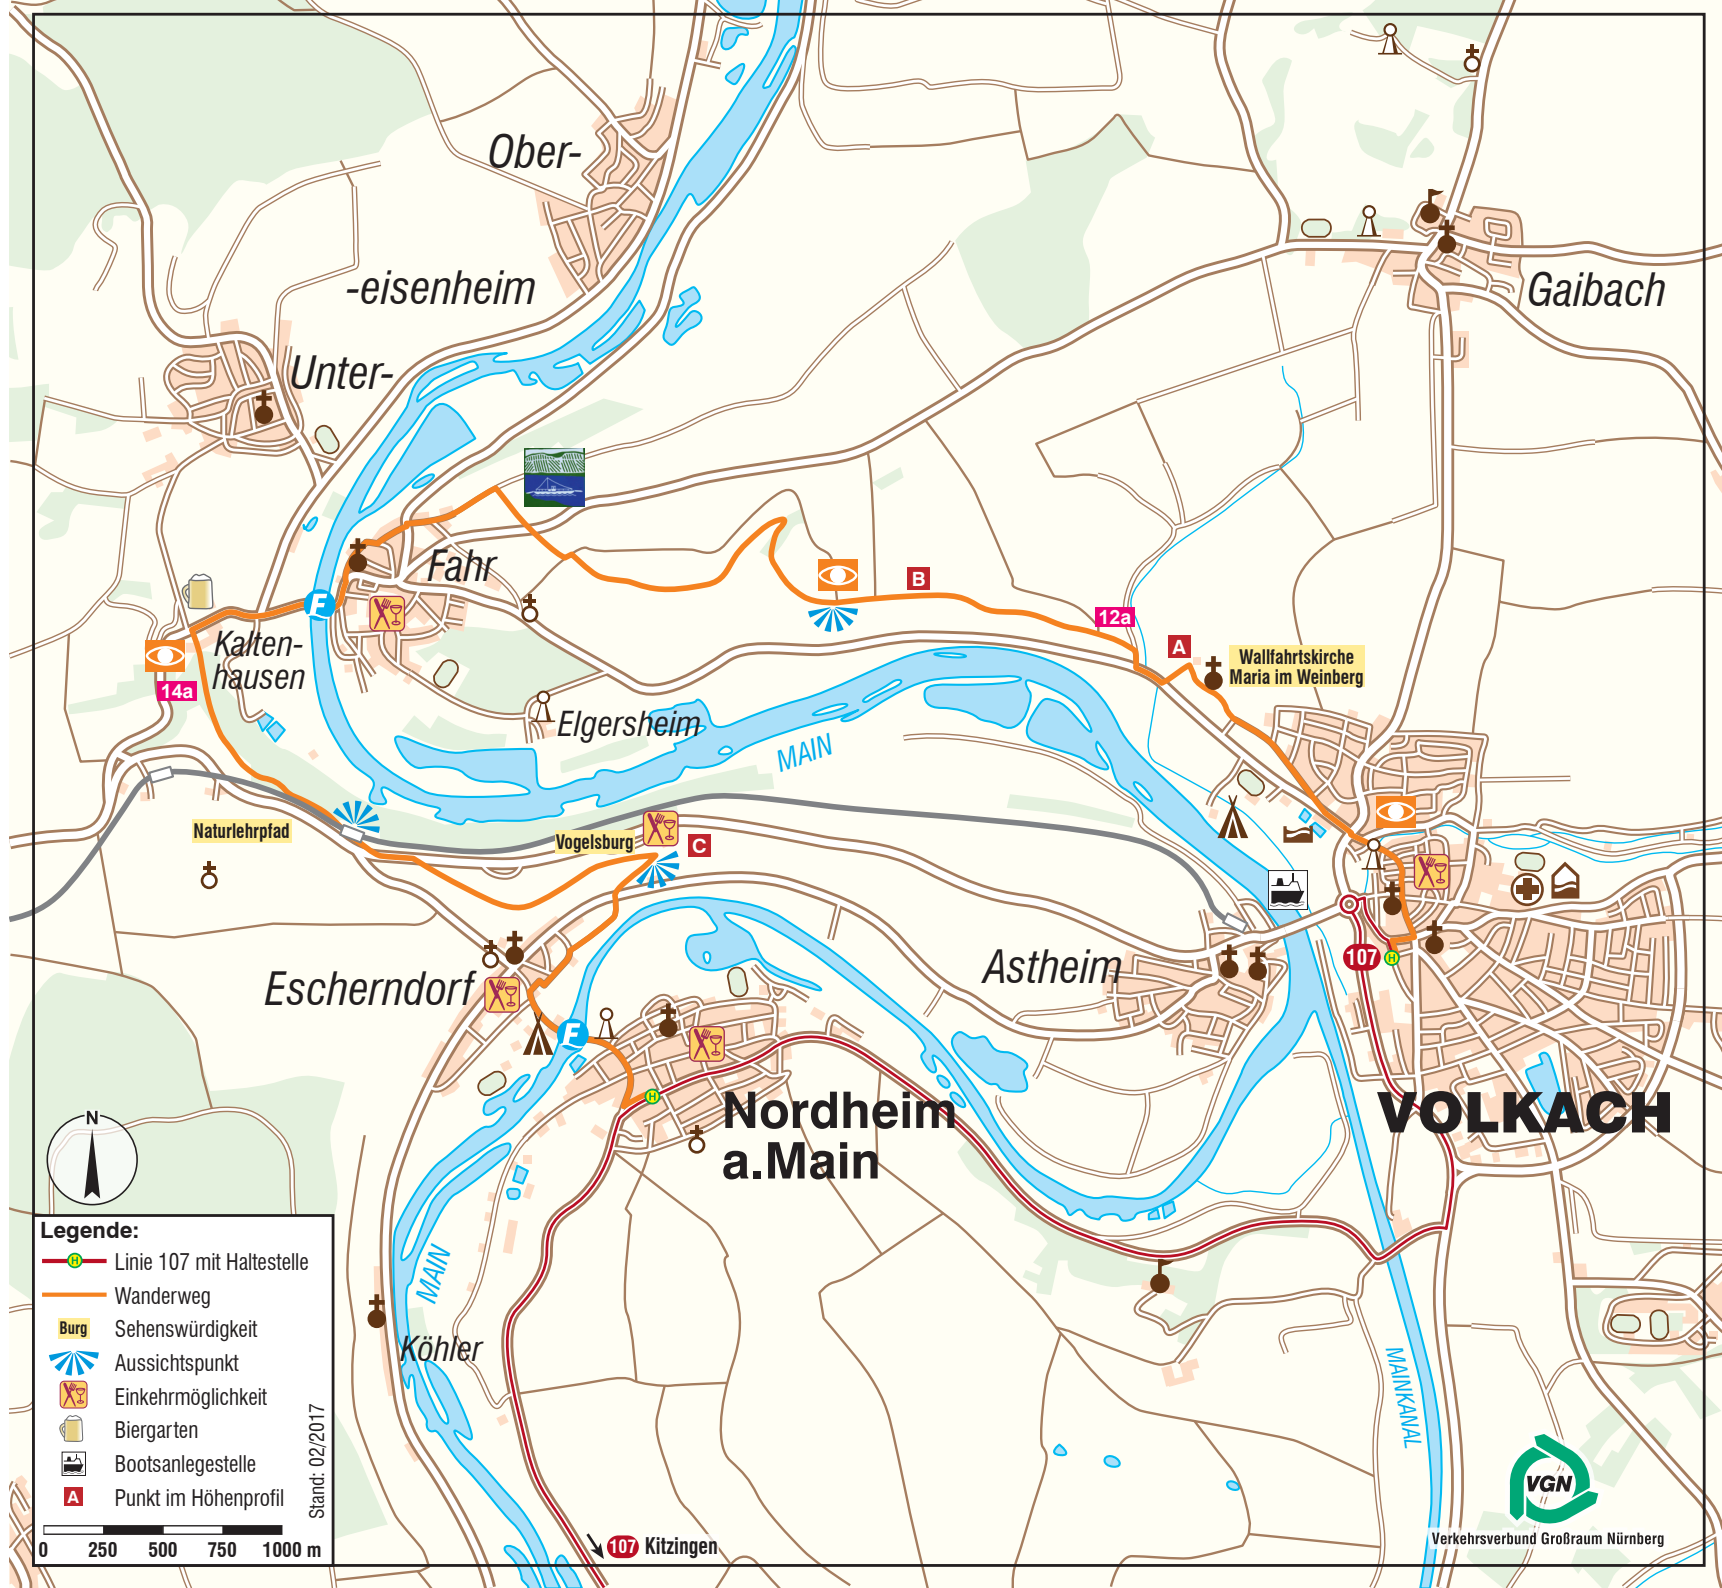 Ober-
-eisenheim
Unter-
Gaibach
Fahr
F
Kalten-
hausen
14a
B
12a
A
Wallfahrtskirche
Maria im Weinberg
Elgersheim
MAIN
Naturlehrpfad
Vogelsburg
C
Escherndorf
Astheim
107
H
F
H
Nordheim
a.Main
VOLKACH
N
MAIN
Köhler
MAINKANAL
Legende:
H
Linie 107 mit Haltestelle
Wanderweg
Burg
Sehenswürdigkeit
Aussichtspunkt
Einkehrmöglichkeit
Biergarten
Bootsanlegestelle
A
Punkt im Höhenprofil
Stand: 02/2017
0 250 500 750 1000 m
107 Kitzingen
VGN
Verkehrsverbund Großraum Nürnberg